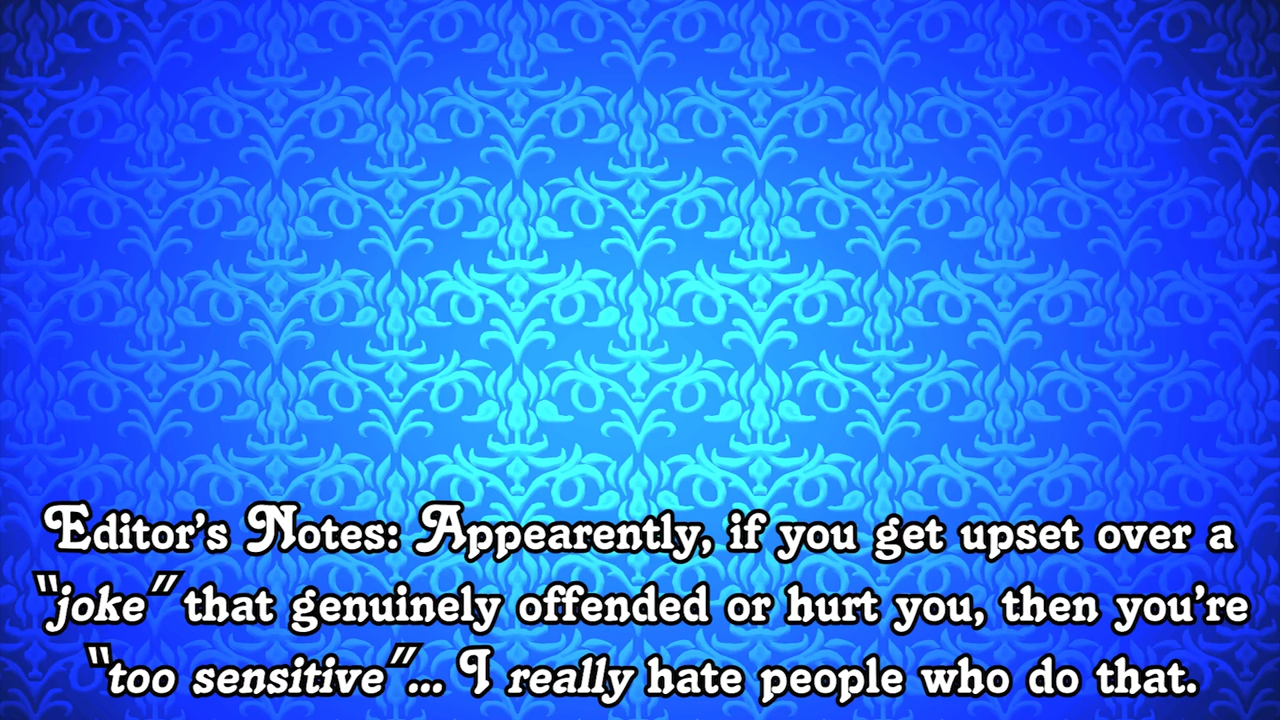 Editor's Notes: Appearently, if you get upset over a
“joke” that genuinely offended or hurt you, then you're
“too sensitive”... I really hate people who do that.